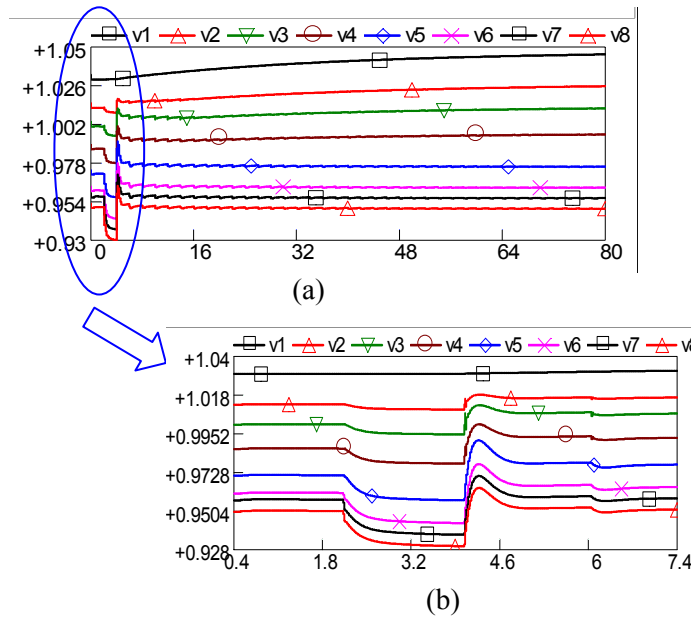 v1 v2 v3 v4 v5 v6 v7 v8
+1.05
+1.026
+1.002
+0.978
+0.954
+0.93
0 16 32 48 64 80
(a)
v1 v2 v3 v4 v5 v6 v7 v8
+1.04
+1.018
+0.9952
+0.9728
+0.9504
+0.928
0.4 1.8 3.2 4.6 6 7.4
(b)